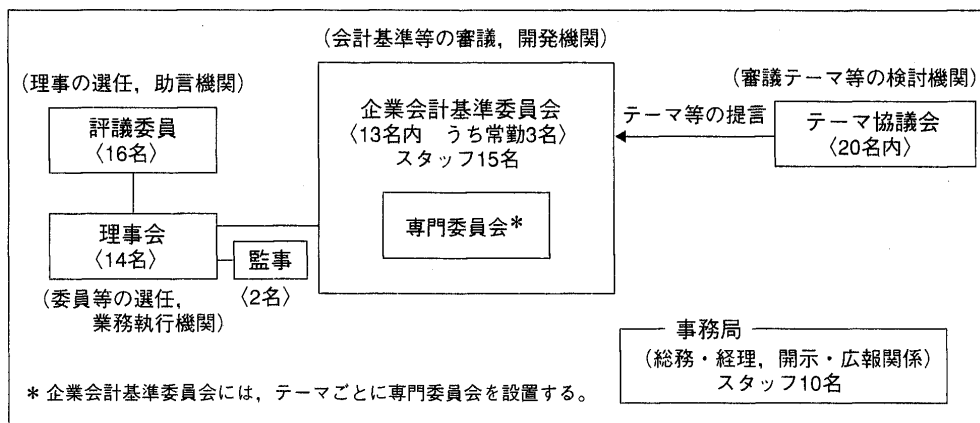 (会計基準等の審議，開発機関)
(理事の選任，助言機関)
評議委員
〈16名〉
企業会計基準委員会
〈13名内　うち常勤3名〉
スタッフ15名
専門委員会*
(審議テーマ等の検討機関)
テーマ等の提言
テーマ協議会
〈20名内〉
理事会
〈14名〉
監事
〈2名〉
(委員等の選任，
業務執行機関)
事務局
(総務・経理，開示・広報関係)
スタッフ10名
* 企業会計基準委員会には，テーマごとに専門委員会を設置する。